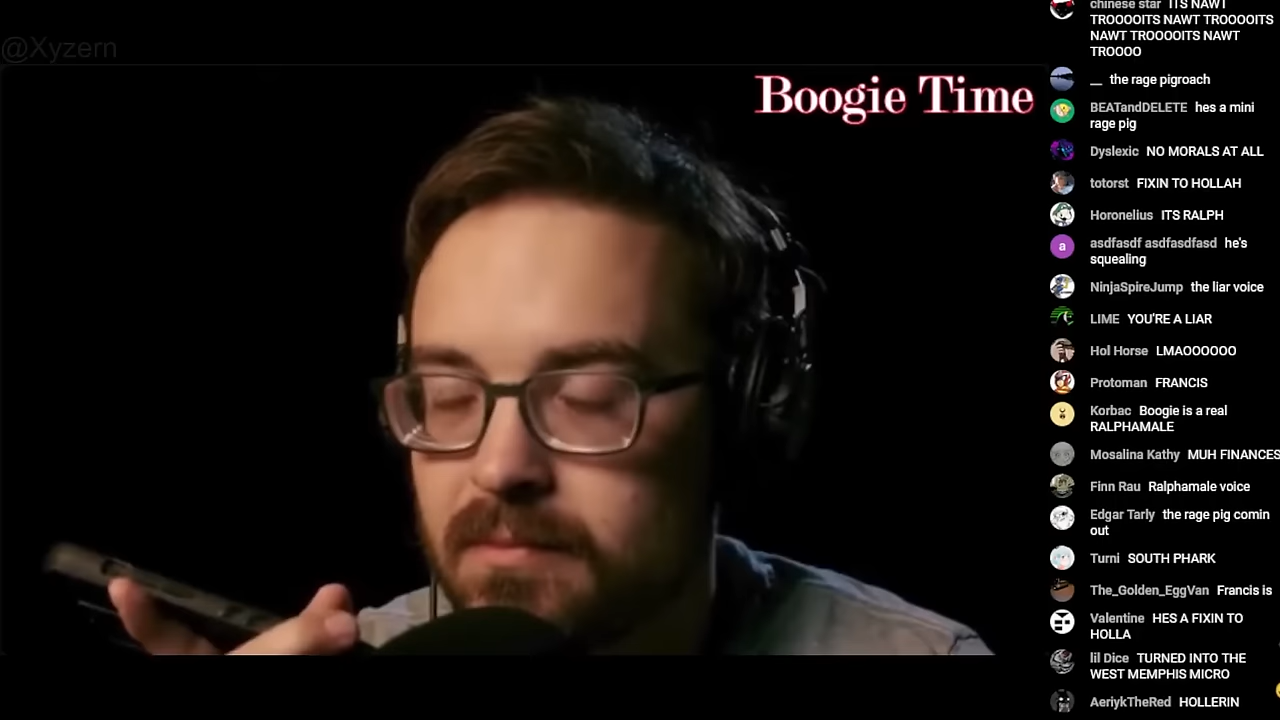 @Xyzern
Boogie Time
chinese star ITS NAWT
TROOOOITS NAWT TROOOOITS
NAWT TROOOOITS NAWT
TROOOO
__ the rage pigroach
BEATandDELETE hes a mini
rage pig
Dyslexic NO MORALS AT ALL
totorst FIXIN TO HOLLAH
Horonelius ITS RALPH
a
asdfasdf asdfasdfasd he's
squealing
NinjaSpireJump the liar voice
LIME YOU'RE A LIAR
Hol Horse LMAOOOOOO
Protoman FRANCIS
Korbac Boogie is a real
RALPHAMALE
Mosalina Kathy MUH FINANCES
Finn Rau Ralphamale voice
Edgar Tarly the rage pig comin
out
Turni SOUTH PHARK
The_Golden_EggVan Francis is
Valentine HES A FIXIN TO
HOLLA
lil Dice TURNED INTO THE
WEST MEMPHIS MICRO
AeriykTheRed HOLLERIN